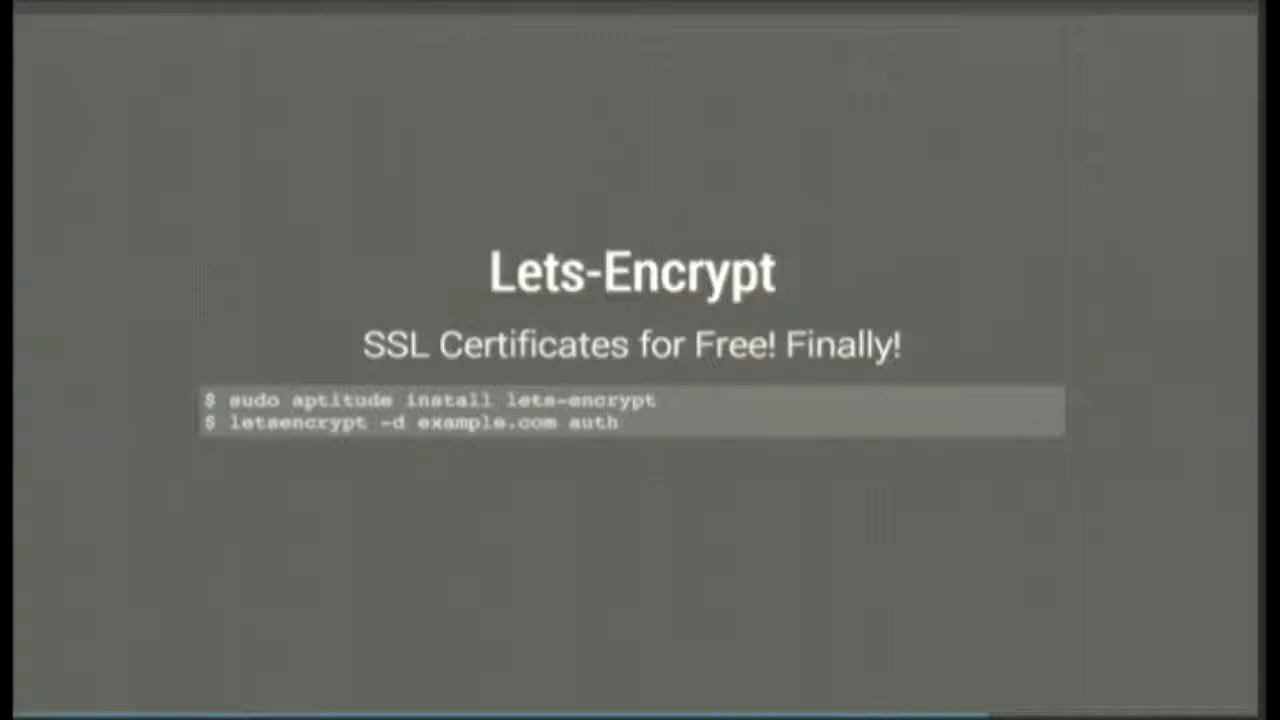 Lets-Encrypt
SSL Certificates for Free! Finally!
$ sudo aptitude install lets-encrypt
$ letsencrypt -d example.com auth